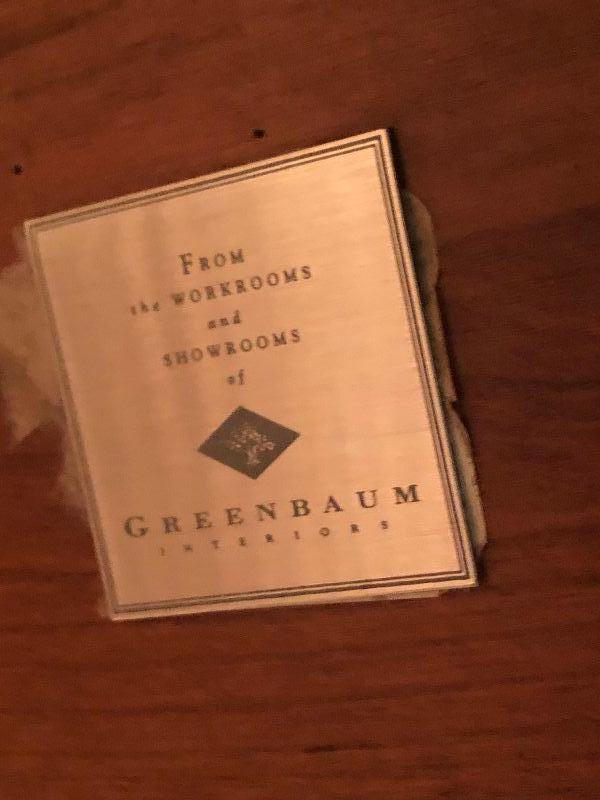 FROM
the WORKROOMS
and
SHOWROOMS
of
GREENBAUM
INTERIORS